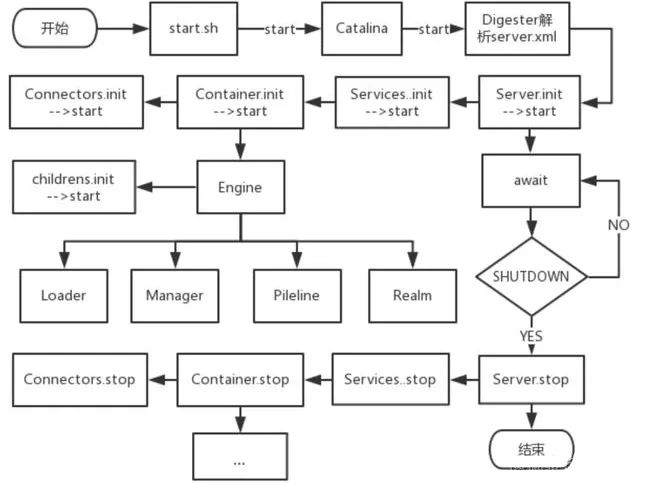 开始
start.sh
start
Catalina
start
Digester解
析server.xml
Connectors.init
-->start
Container.init
-->start
Services..init
-->start
Server.init
-->start
childrens.init
-->start
Engine
await
NO
Loader
Manager
Pileline
Realm
SHUTDOWN
YES
Connectors.stop
Container.stop
Services..stop
Server.stop
...
结束